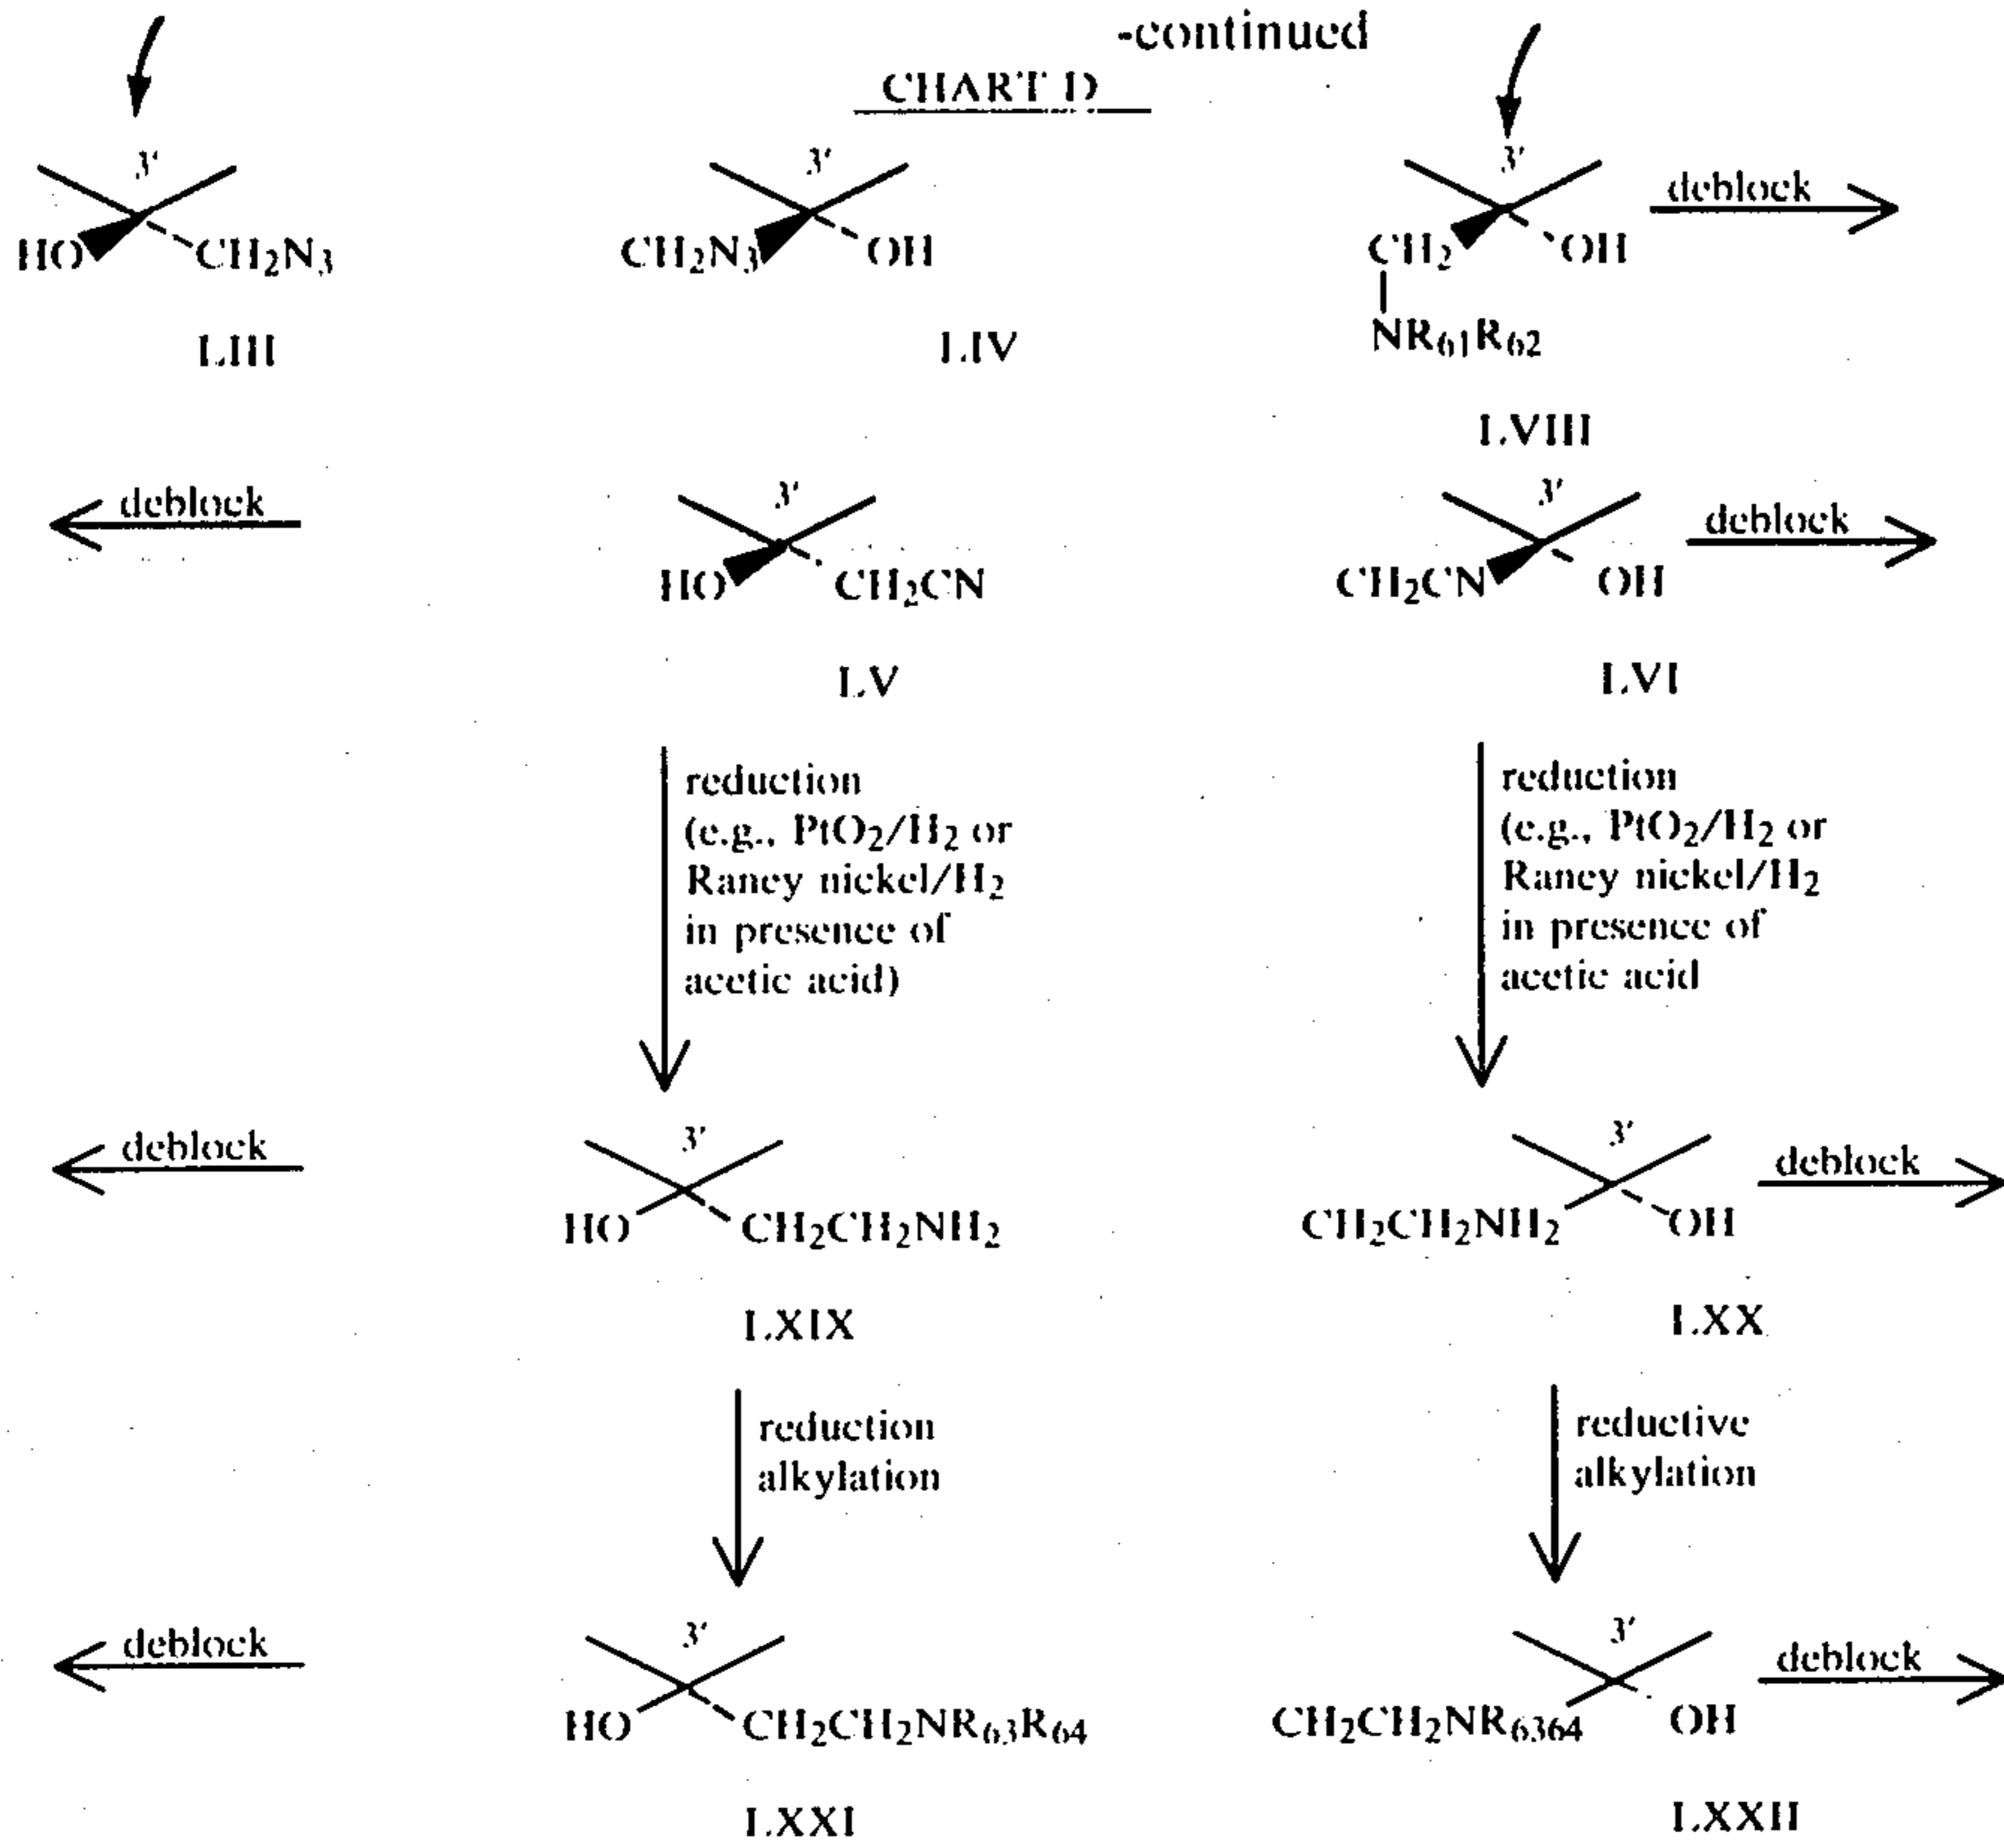 -continued
CHART D
3'
HO CH2N3
LIII
3'
CH2N3 OH
LIV
3'
CH2 OH
NR61R62
LVIII
deblock
deblock
3'
HO CH2CN
LV
3'
CH2CN OH
LVI
deblock
reduction
(e.g., PtO2/H2 or
Raney nickel/H2
in presence of
acetic acid)
reduction
(e.g., PtO2/H2 or
Raney nickel/H2
in presence of
acetic acid
deblock
3'
HO CH2CH2NH2
LXIX
3'
CH2CH2NH2 OH
LXX
deblock
reduction
alkylation
reductive
alkylation
deblock
3'
HO CH2CH2NR63R64
LXXI
3'
CH2CH2NR6364 OH
LXXII
deblock